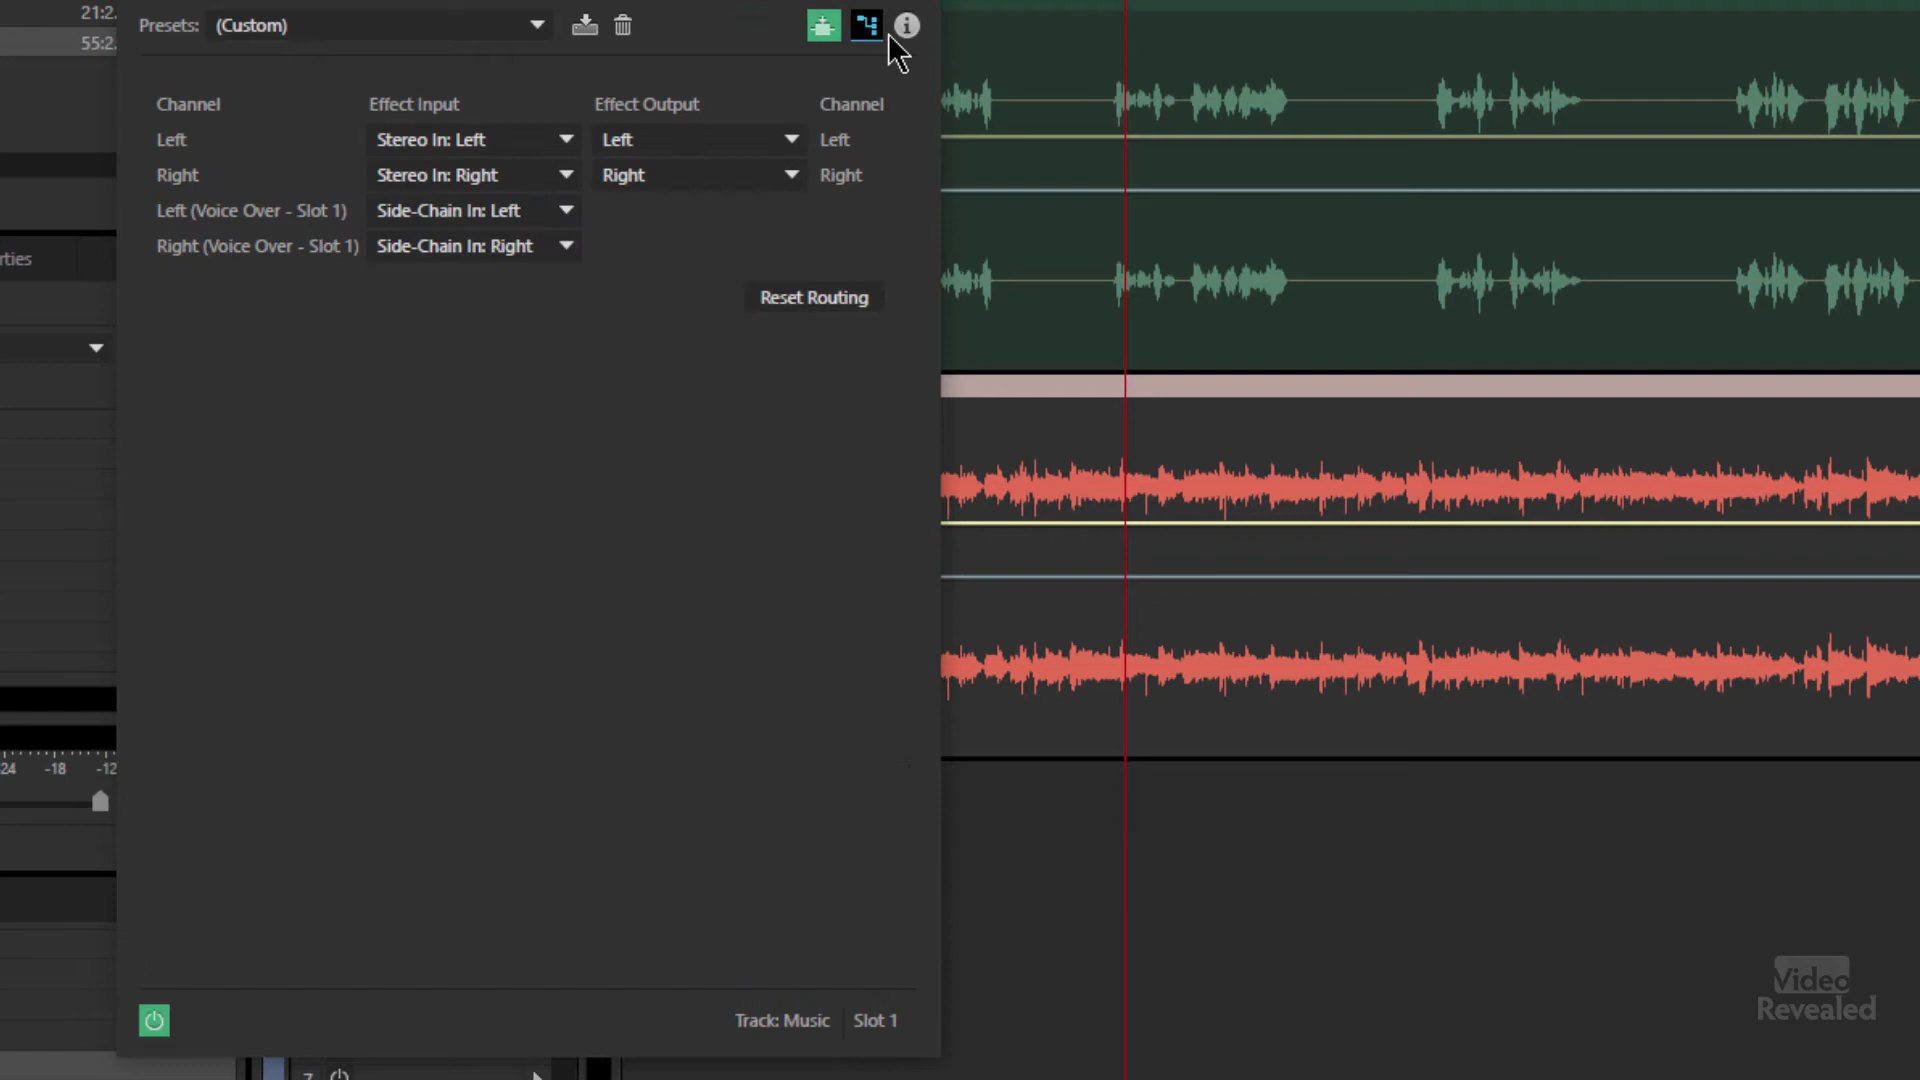 21:2.
55:2.
Presets: (Custom)
Channel Effect Input Effect Output Channel
Left Stereo In: Left Left Left
Right Stereo In: Right Right Right
Left (Voice Over - Slot 1) Side-Chain In: Left
Right (Voice Over - Slot 1) Side-Chain In: Right
rties
Reset Routing
24 -18 -12
Track: Music Slot 1
Video
Revealed